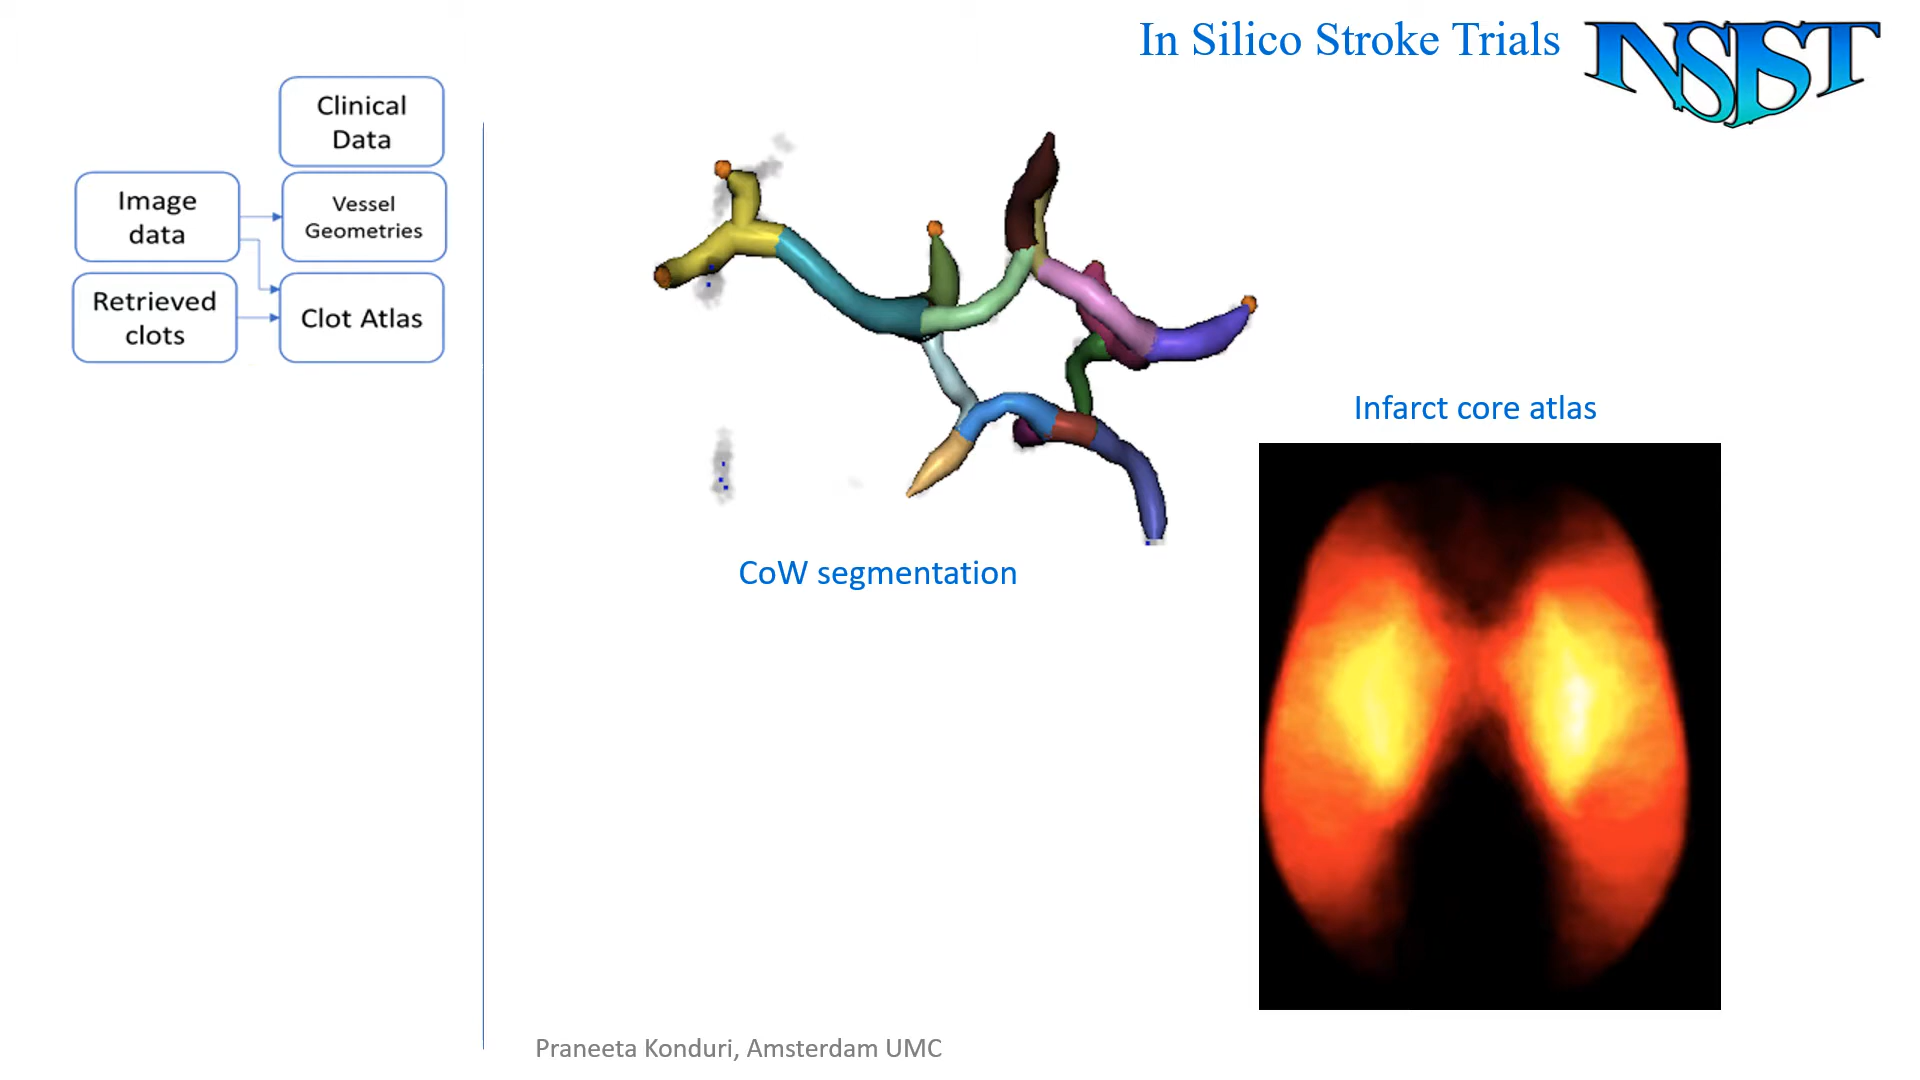 In Silico Stroke Trials
INSIST
Clinical
Data
Image
data
Vessel
Geometries
Retrieved
clots
Clot Atlas
Infarct core atlas
CoW segmentation
Praneeta Konduri, Amsterdam UMC